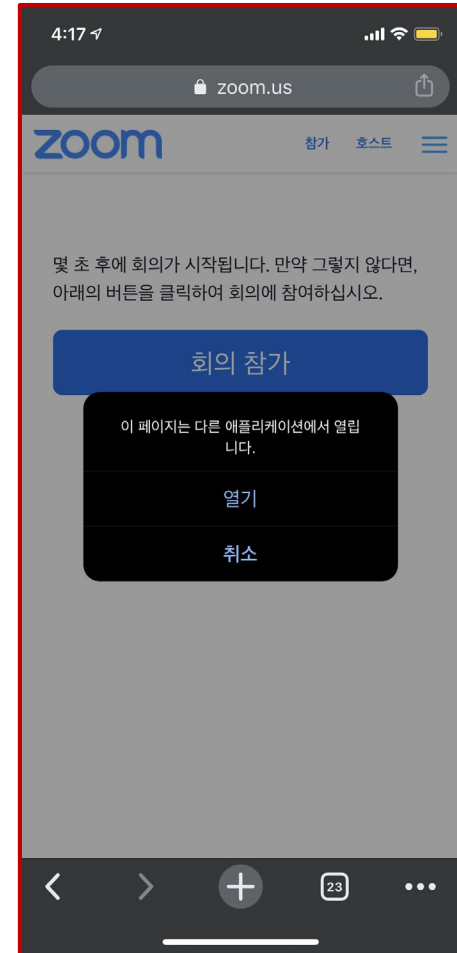 4:17
zoom.us
zoom 참가 호스트
몇 초 후에 회의가 시작됩니다. 만약 그렇지 않다면,
아래의 버튼을 클릭하여 회의에 참여하십시오.
회의 참가
이 페이지는 다른 애플리케이션에서 열립
니다.
열기
취소
23